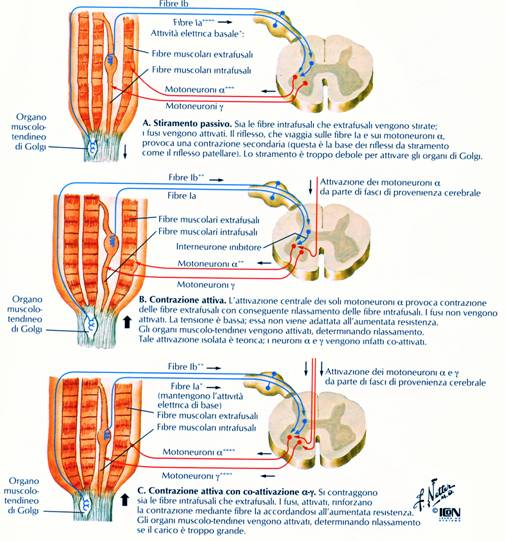 Fibre Ib
Fibre Ia****
Attività elettrica basale*:
Fibre muscolari extrafusali
Fibre muscolari intrafusali
Motoneuroni α***
Motoneuroni γ
Organo
muscolo-
tendineo
di Golgi
A. Stiramento passivo. Sia le fibre intrafusali che extrafusali vengono stirate;
i fusi vengono attivati. Il riflesso, che viaggia sulle fibre Ia e sui motoneuroni α,
provoca una contrazione secondaria (questa è la base dei riflessi da stiramento
come il riflesso patellare). Lo stiramento è troppo debole per attivare gli organi di Golgi.
Fibre Ib**
Fibre Ia
Attivazione dei motoneuroni α
da parte di fasci di provenienza cerebrale
Fibre muscolari extrafusali
Fibre muscolari intrafusali
Interneurone inibitore
Motoneuroni α**
Motoneuroni γ
Organo
muscolo-
tendineo
di Golgi
B. Contrazione attiva. L'attivazione centrale dei soli motoneuroni α provoca contrazione
delle fibre extrafusali con conseguente rilassamento delle fibre intrafusali. I fusi non vengono
attivati. La tensione è bassa; essa non viene adattata all'aumentata resistenza.
Gli organi muscolo-tendinei vengono attivati, determinando rilassamento.
Tale attivazione isolata è teorica; i neuroni α e γ vengono infatti co-attivati.
Fibre Ib**
Fibre Ia*
(mantengono l'attività
elettrica di base)
Attivazione dei motoneuroni α e γ
da parte di fasci di provenienza cerebrale
Fibre muscolari extrafusali
Fibre muscolari intrafusali
Motoneuroni α****
Motoneuroni γ****
Organo
muscolo-
tendineo
di Golgi
C. Contrazione attiva con co-attivazione α-γ. Si contraggono
sia le fibre intrafusali che extrafusali. I fusi, attivati, rinforzano
la contrazione mediante fibre Ia accordandosi all'aumentata resistenza.
Gli organi muscolo-tendinei vengono attivati, determinando rilassamento
se il carico è troppo grande.
F. Netter
M.D.
© ICON